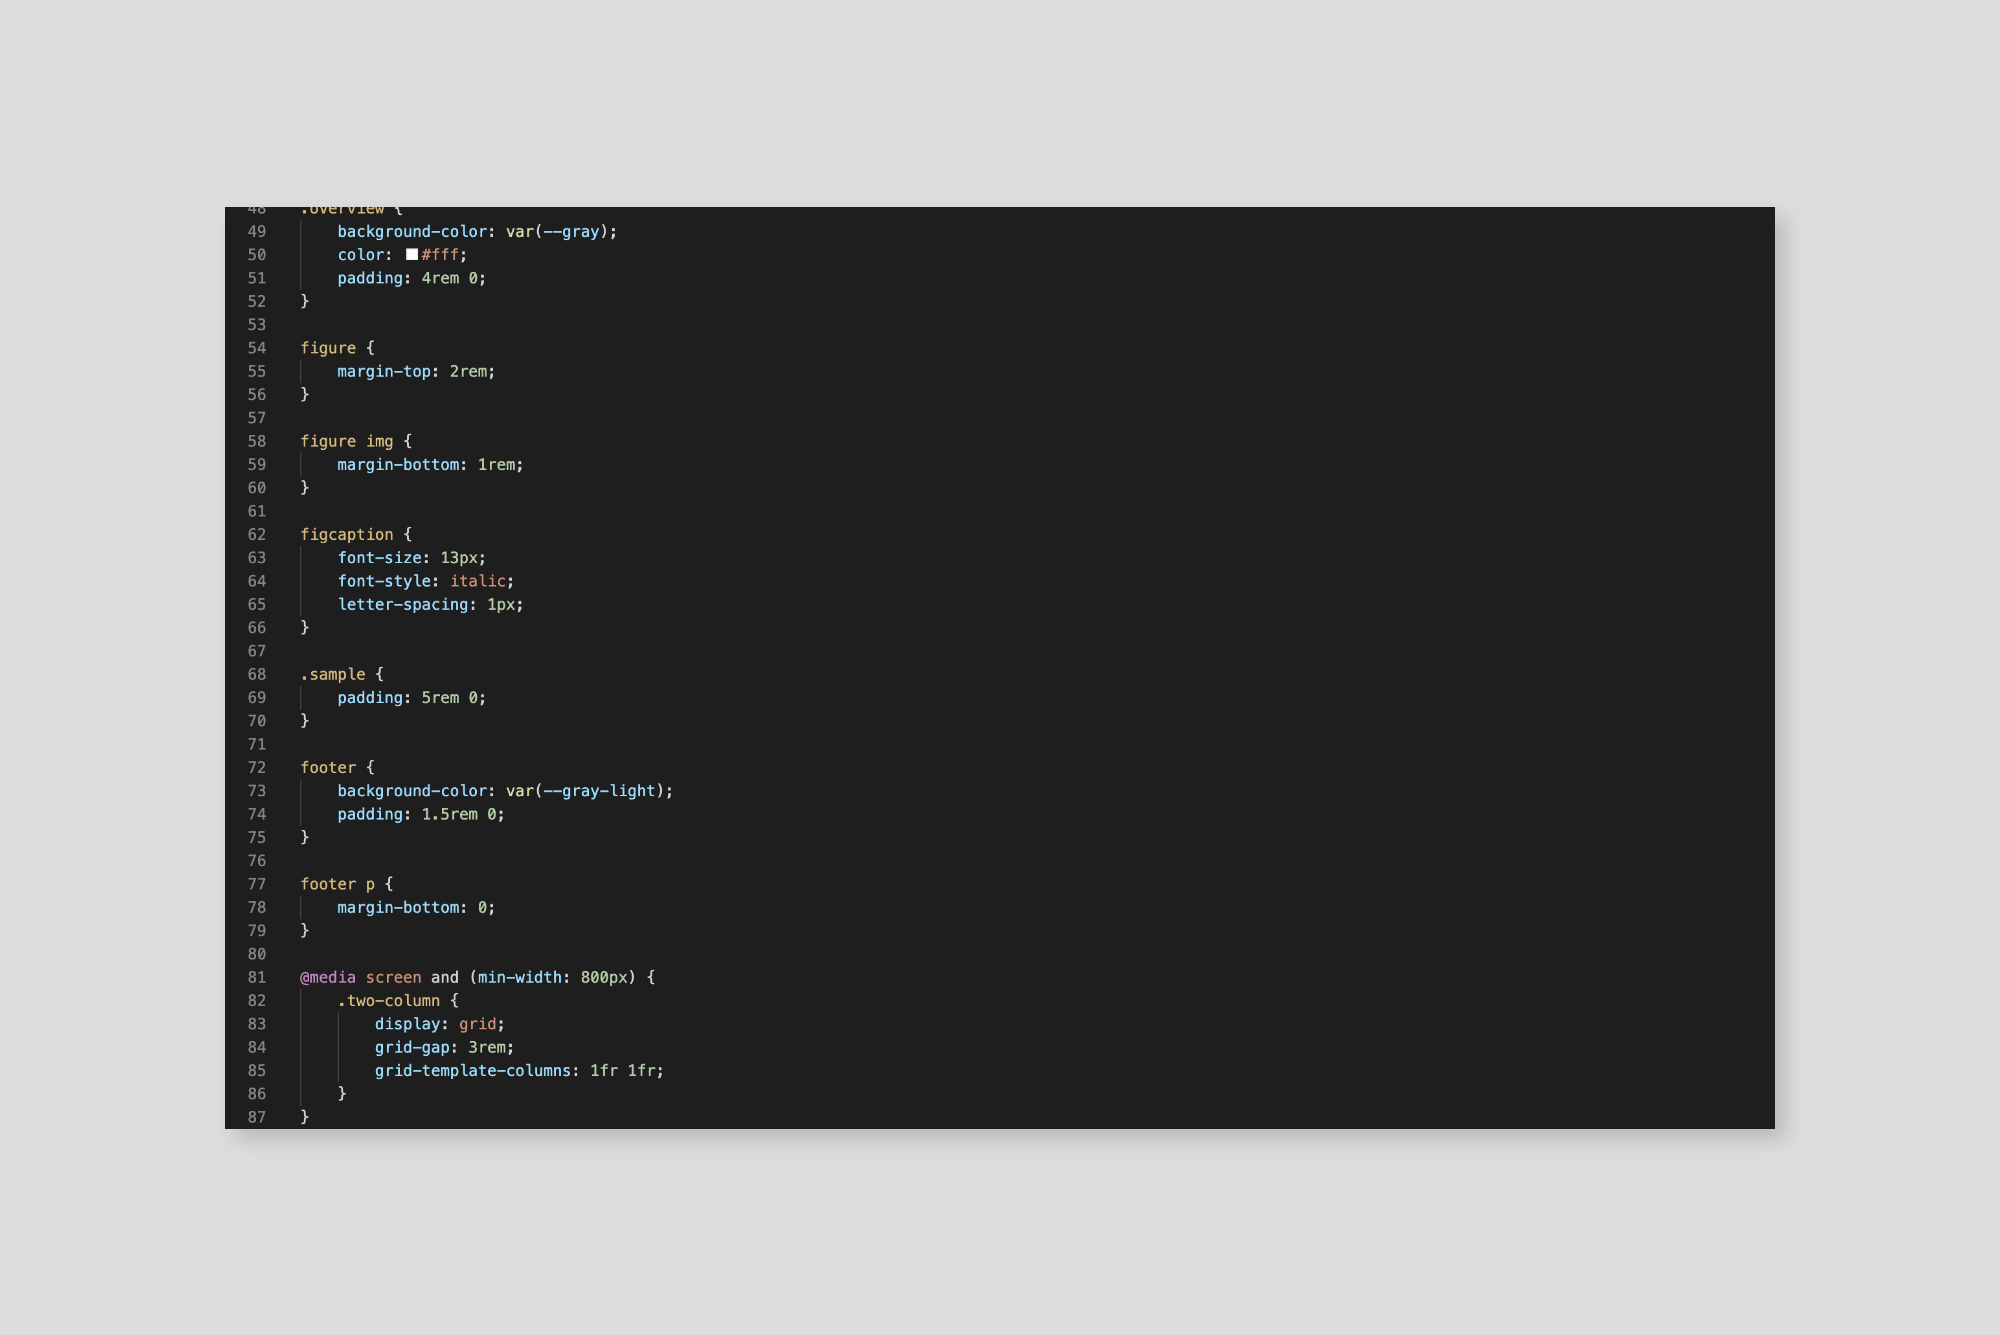 48 .overview {
49 background-color: var(--gray);
50 color: #fff;
51 padding: 4rem 0;
52 }
53
54 figure {
55 margin-top: 2rem;
56 }
57
58 figure img {
59 margin-bottom: 1rem;
60 }
61
62 figcaption {
63 font-size: 13px;
64 font-style: italic;
65 letter-spacing: 1px;
66 }
67
68 .sample {
69 padding: 5rem 0;
70 }
71
72 footer {
73 background-color: var(--gray-light);
74 padding: 1.5rem 0;
75 }
76
77 footer p {
78 margin-bottom: 0;
79 }
80
81 @media screen and (min-width: 800px) {
82 .two-column {
83 display: grid;
84 grid-gap: 3rem;
85 grid-template-columns: 1fr 1fr;
86 }
87 }